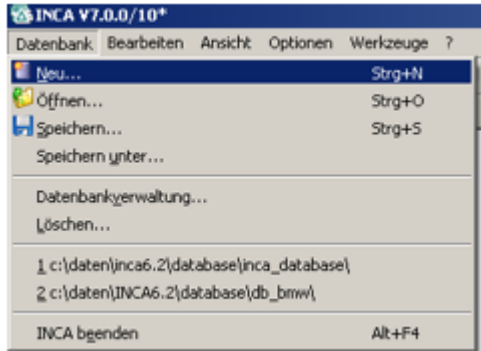 INCA V7.0.0/10*
Datenbank Bearbeiten Ansicht Optionen Werkzeuge ?
Neu... Strg+N
Öffnen... Strg+O
Speichern... Strg+S
Speichern unter...
Datenbankverwaltung...
Löschen...
1 c:\daten\inca6.2\database\inca_database\
2 c:\daten\INCA6.2\database\db_bmw\
INCA beenden Alt+F4